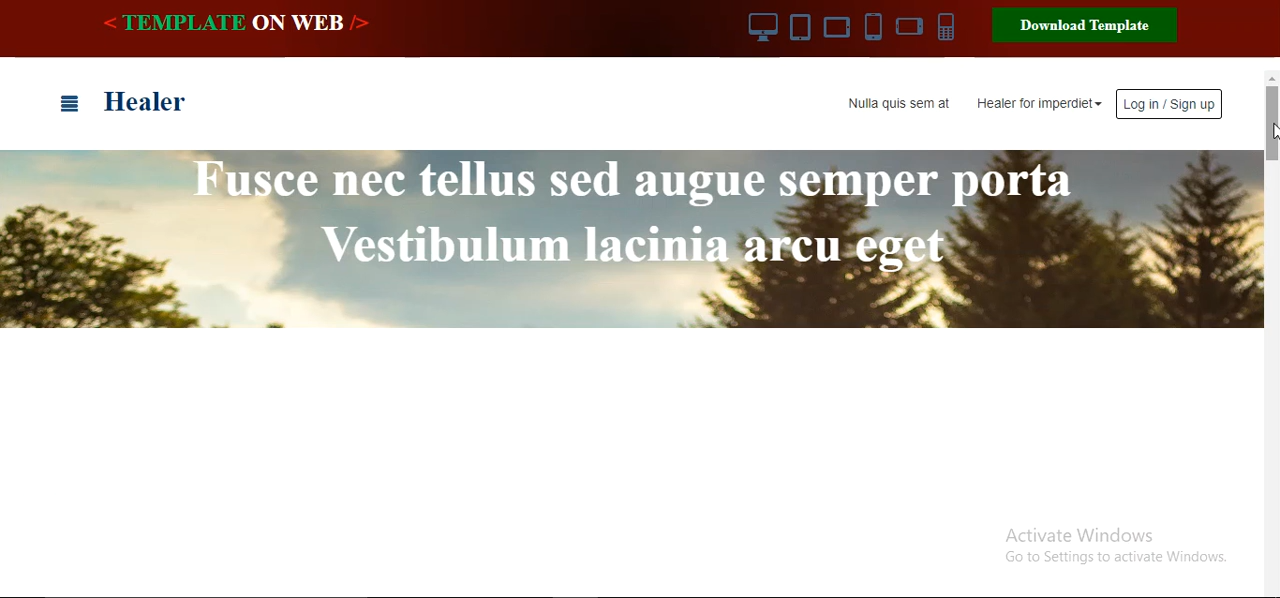 < TEMPLATE ON WEB />
Download Template
Healer
Nulla quis sem at
Healer for imperdiet
Log in / Sign up
Fusce nec tellus sed augue semper porta
Vestibulum lacinia arcu eget
Activate Windows
Go to Settings to activate Windows.